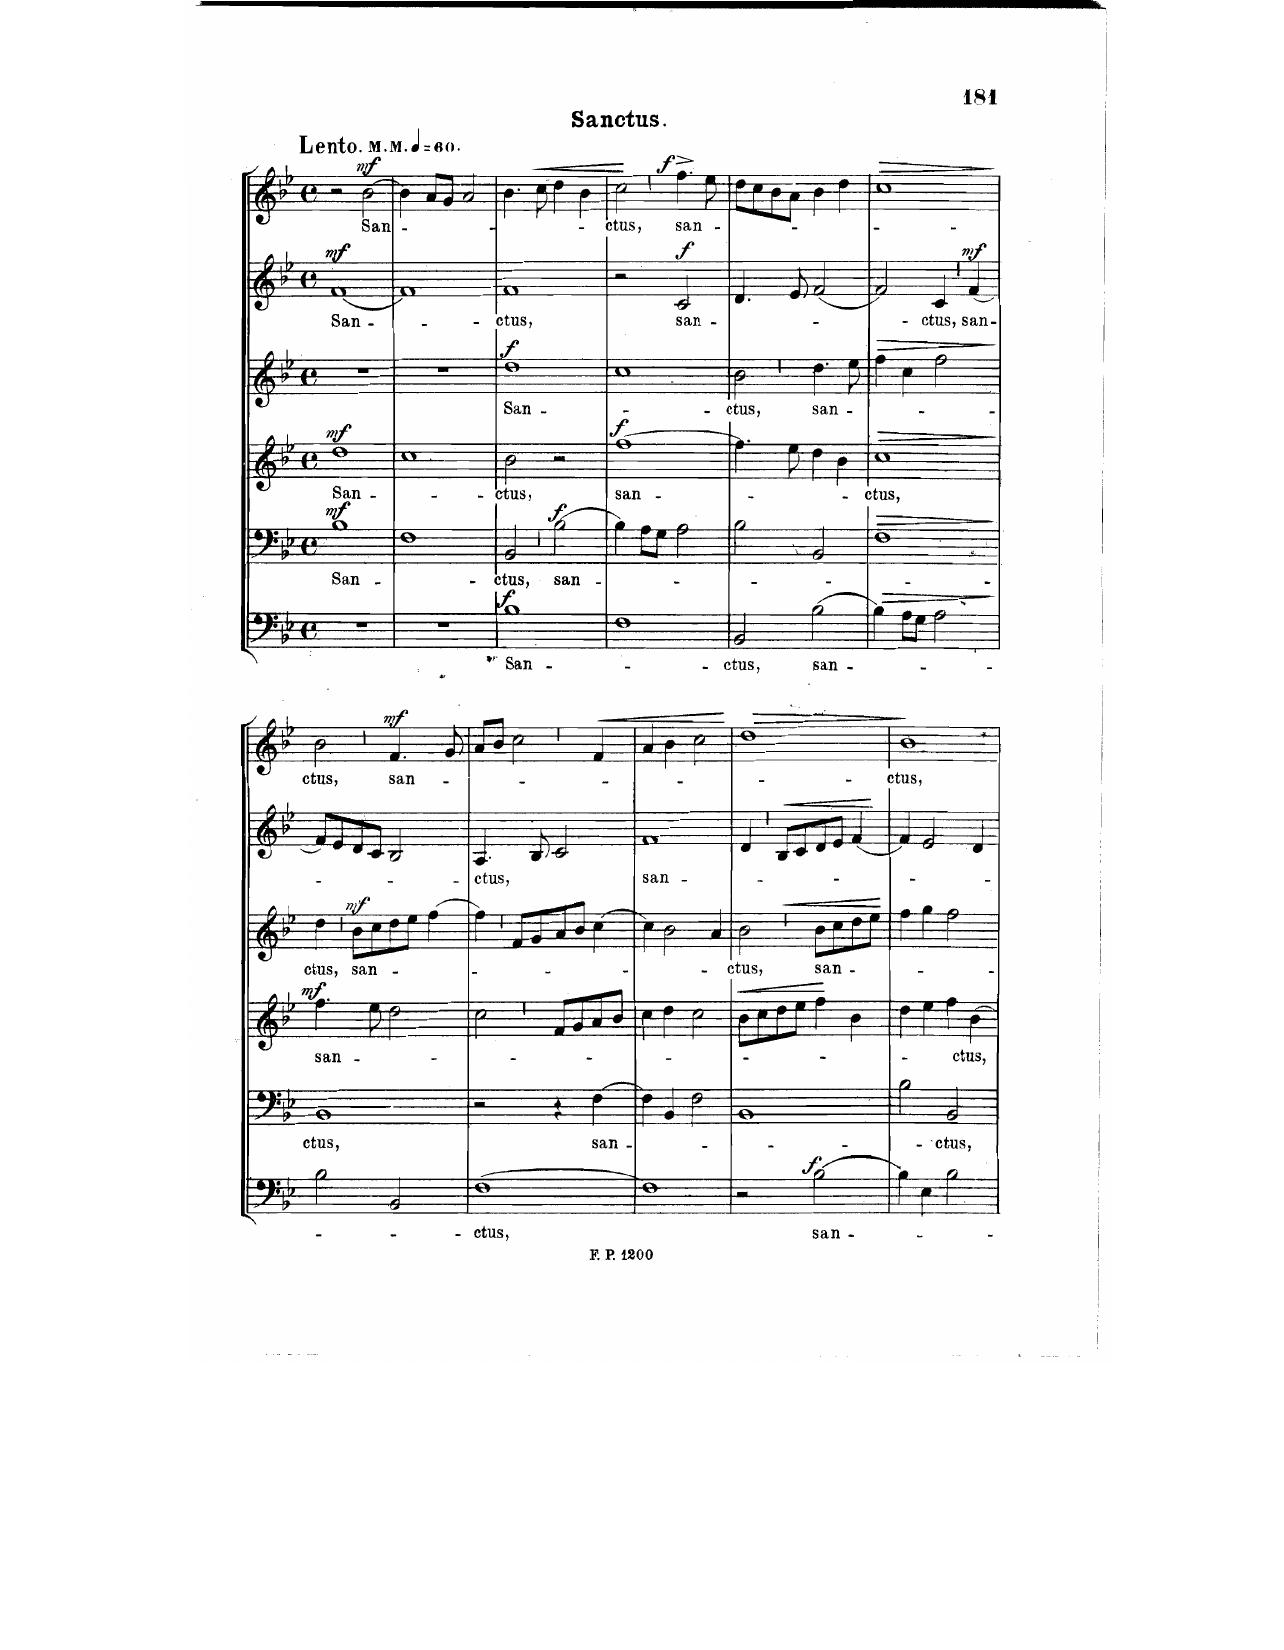 181
Sanctus.
Lento. M.M. ♩=60.
mf f
San - - - - ctus, san - - - -
mf f mf
San - - - ctus, san - - - - ctus, san-
f
San - - - ctus, san - - -
mf f
San - - - ctus, san - - - - ctus,
mf f
San - - ctus, san - - - - - -
f
San - - - ctus, san - - -
mf
ctus, san - - - - - - - ctus,
- - - ctus, san - - - - -
mf
ctus, san - - - - - ctus, san - - -
mf
san - - - - - - - - - ctus,
ctus, san - - - - - ctus,
f
- - - ctus, san - - -
F. P. 1200